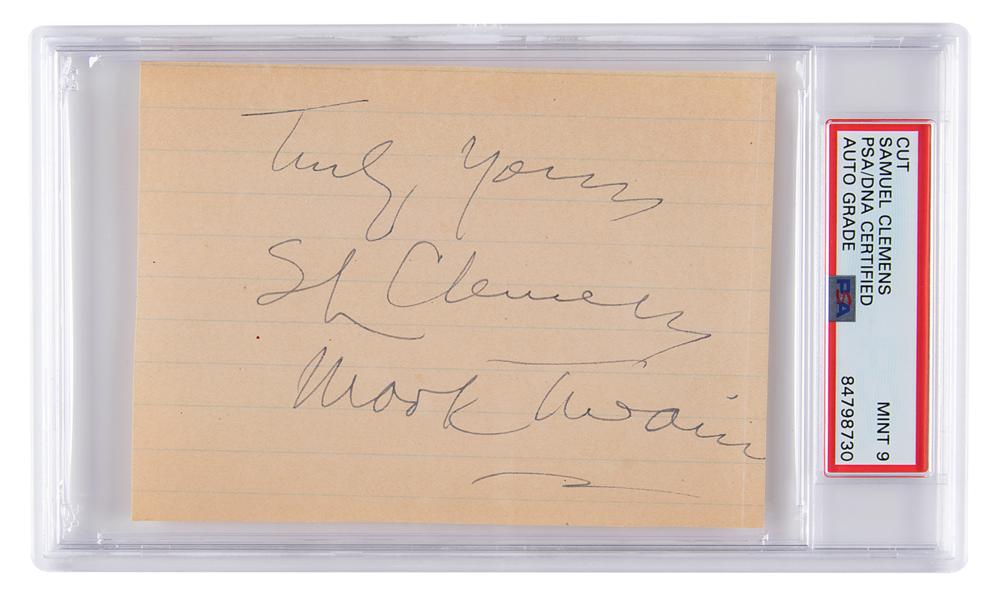 Truly Yours
SL Clemens
Mark Twain
CUT
SAMUEL CLEMENS
PSA/DNA CERTIFIED
AUTO GRADE
MINT 9
84798730
PSA